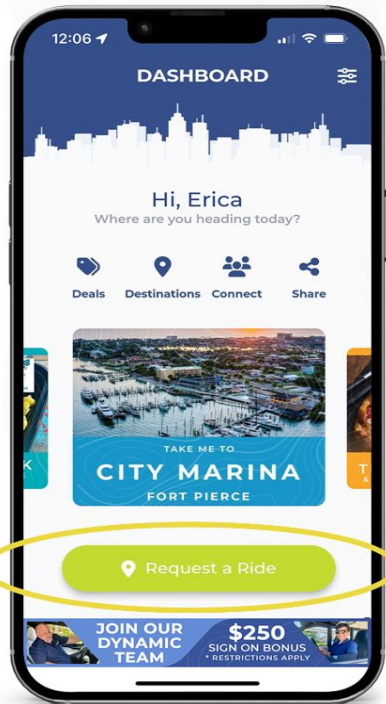 12:06
DASHBOARD
Hi, Erica
Where are you heading today?
Deals
Destinations
Connect
Share
TAKE ME TO
CITY MARINA
FORT PIERCE
K
T
Request a Ride
JOIN OUR
DYNAMIC
TEAM
$250
SIGN ON BONUS
* RESTRICTIONS APPLY